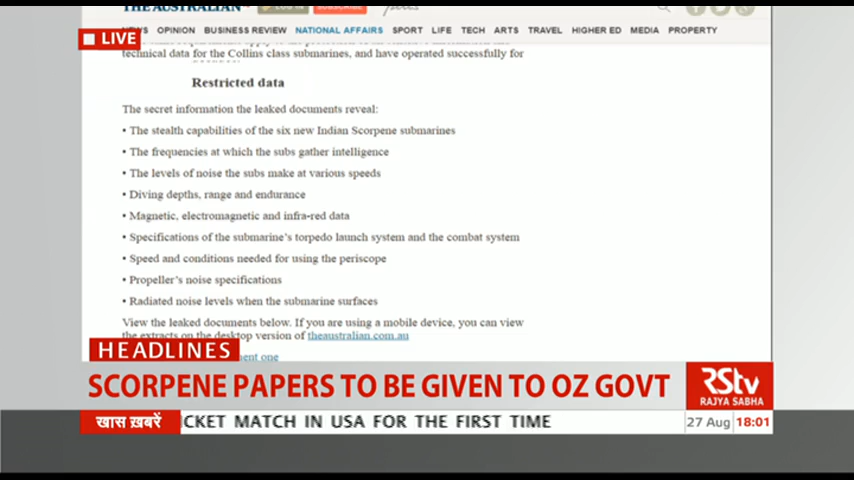 THE AUSTRALIAN
LIVE
NEWS OPINION BUSINESS REVIEW NATIONAL AFFAIRS SPORT LIFE TECH ARTS TRAVEL HIGHER ED MEDIA PROPERTY
technical data for the Collins class submarines, and have operated successfully for
Restricted data
The secret information the leaked documents reveal:
• The stealth capabilities of the six new Indian Scorpene submarines
• The frequencies at which the subs gather intelligence
• The levels of noise the subs make at various speeds
• Diving depths, range and endurance
• Magnetic, electromagnetic and infra-red data
• Specifications of the submarine's torpedo launch system and the combat system
• Speed and conditions needed for using the periscope
• Propeller's noise specifications
• Radiated noise levels when the submarine surfaces
View the leaked documents below. If you are using a mobile device, you can view
the extracts on the desktop version of theaustralian.com.au
one
HEADLINES
SCORPENE PAPERS TO BE GIVEN TO OZ GOVT
RSTV
RAJYA SABHA
खास ख़बरें
CKET MATCH IN USA FOR THE FIRST TIME
27 Aug 18:01